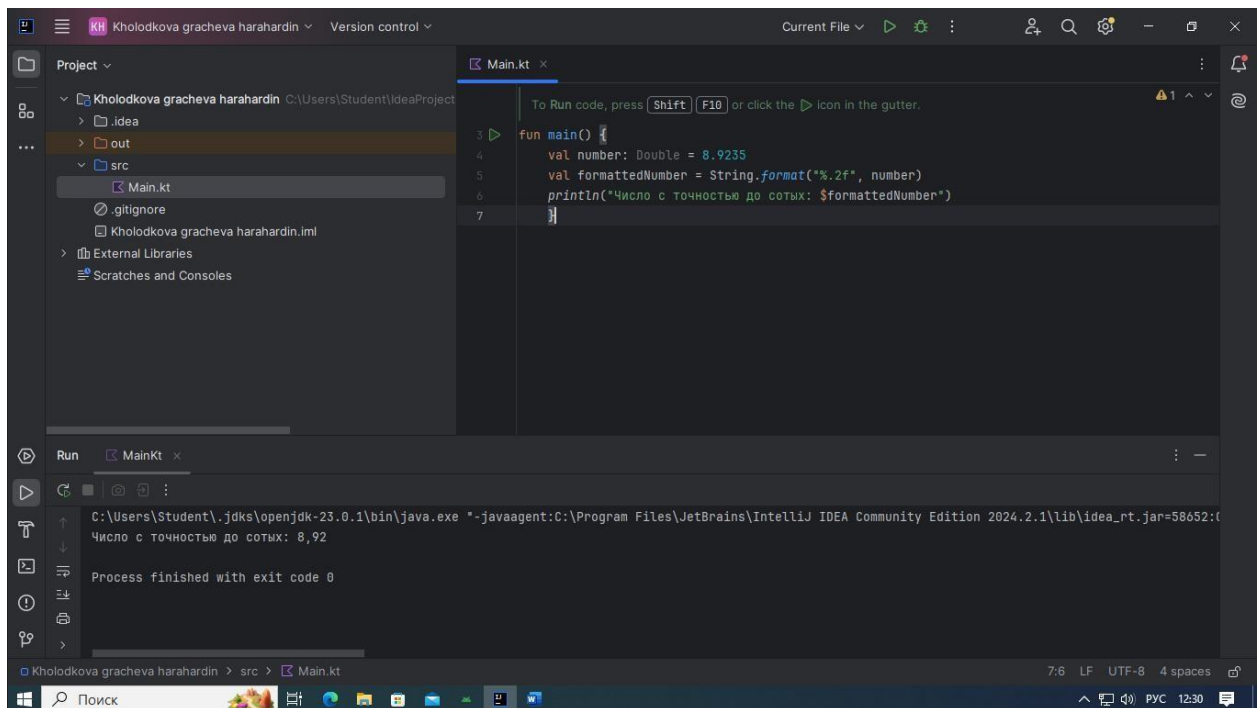 KH Kholodkova gracheva harahardin Version control Current File
Project
Main.kt
Kholodkova gracheva harahardin C:\Users\Student\IdeaProject
.idea
out
src
Main.kt
.gitignore
Kholodkova gracheva harahardin.iml
External Libraries
Scratches and Consoles
To Run code, press Shift F10 or click the icon in the gutter.
1
3 fun main() {
4 val number: Double = 8.9235
5 val formattedNumber = String.format("%.2f", number)
6 println("Число с точностью до сотых: $formattedNumber")
7 }
Run MainKt
C:\Users\Student\.jdks\openjdk-23.0.1\bin\java.exe "-javaagent:C:\Program Files\JetBrains\IntelliJ IDEA Community Edition 2024.2.1\lib\idea_rt.jar=58652:
Число с точностью до сотых: 8,92
Process finished with exit code 0
Kholodkova gracheva harahardin > src > Main.kt 7:6 LF UTF-8 4 spaces
Поиск РУС 12:30